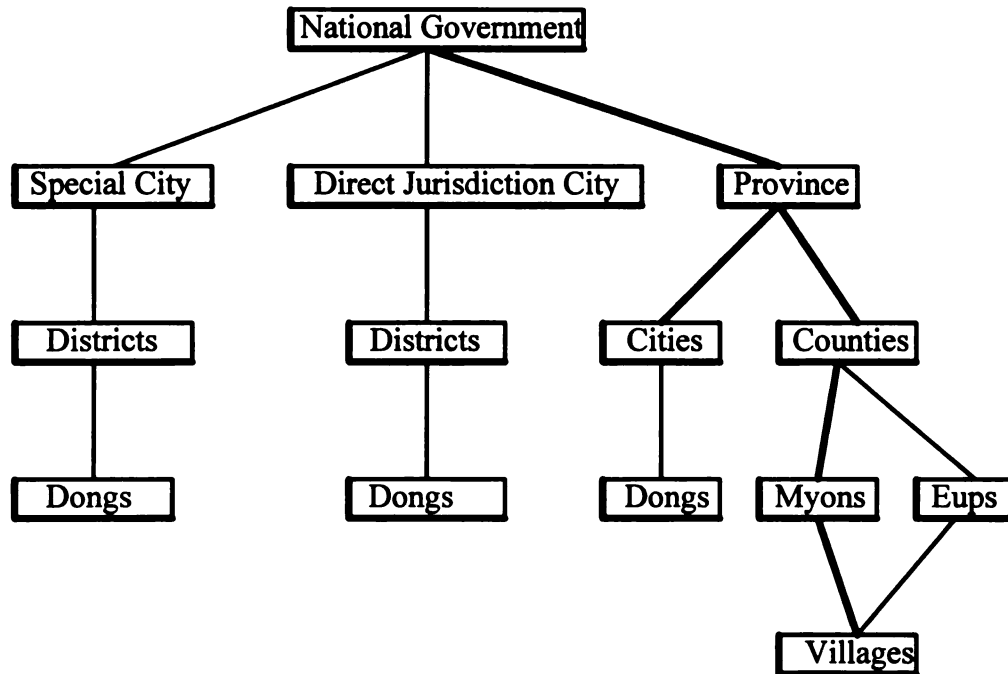 National Government
Special City
Direct Jurisdiction City
Province
Districts
Districts
Cities
Counties
Dongs
Dongs
Dongs
Myons
Eups
Villages